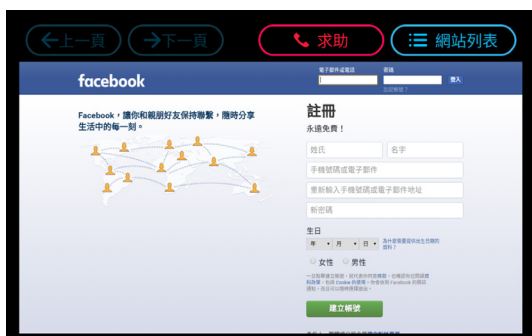 上一頁
下一頁
求助
網站列表
facebook
電子郵件或電話
密碼
登入
忘記帳號？
Facebook，讓你和親朋好友保持聯繫，隨時分享
生活中的每一刻。
註冊
永遠免費！
姓氏
名字
手機號碼或電子郵件
重新輸入手機號碼或電子郵件地址
新密碼
生日
年
月
日
為什麼需要提供出生日期的
資料？
女性
男性
建立帳號